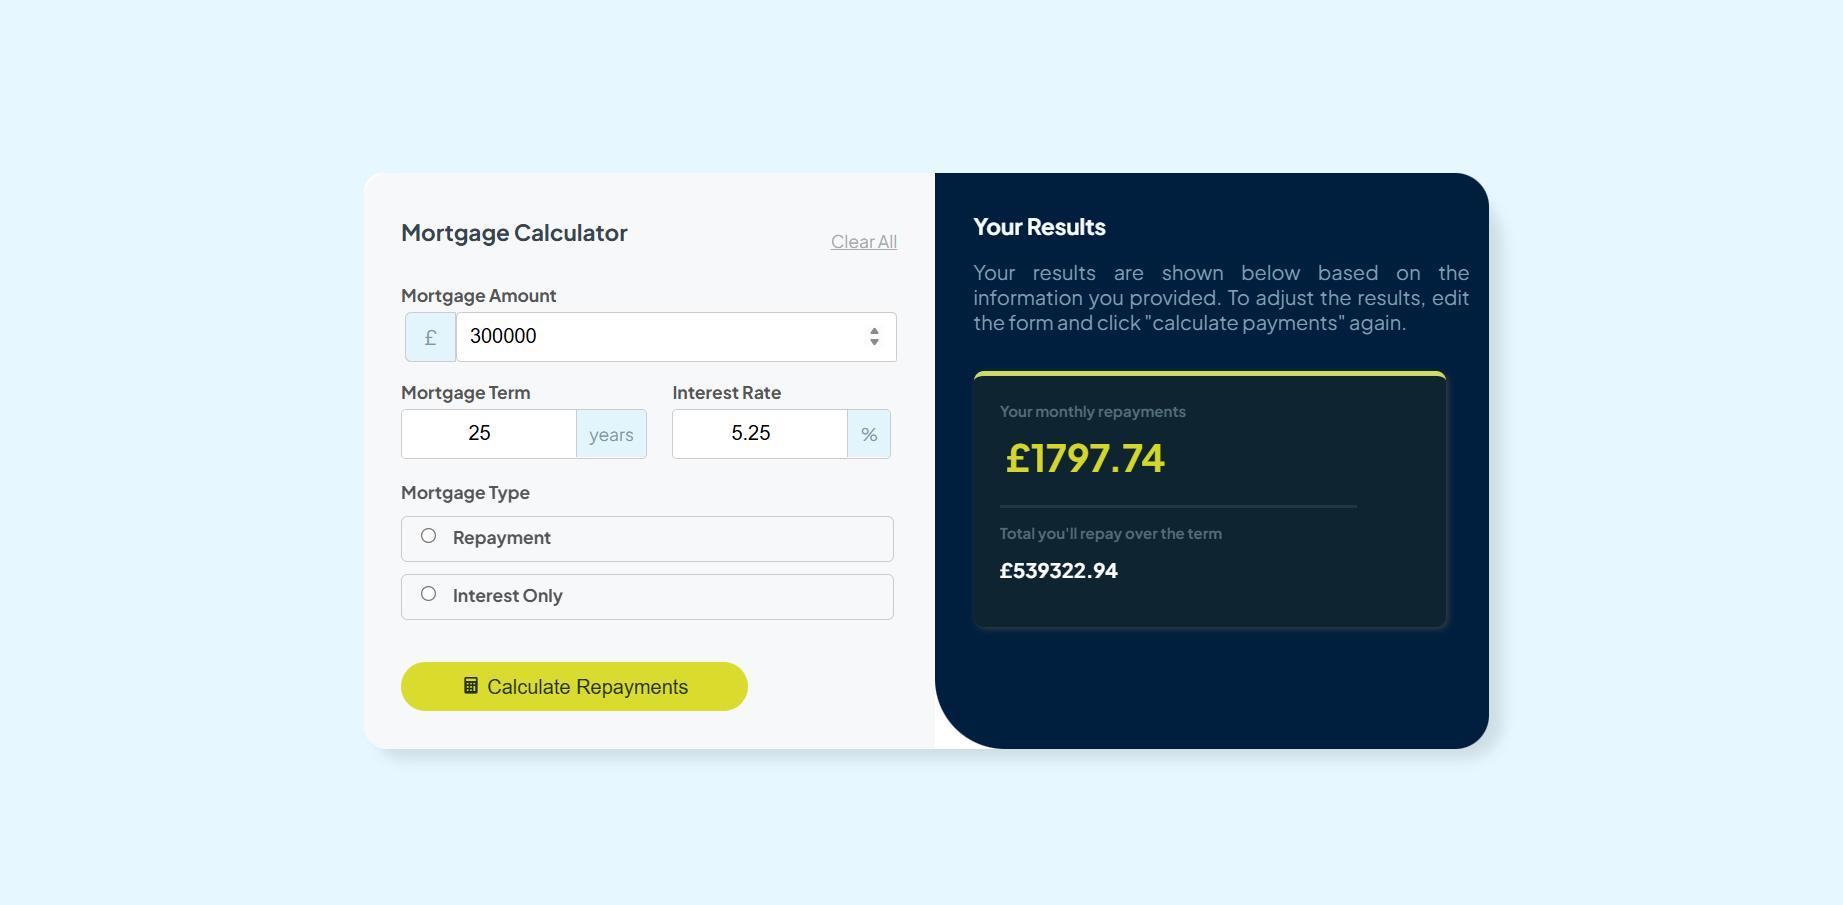 Mortgage Calculator
Clear All
Mortgage Amount
£ 300000
Mortgage Term Interest Rate
25 years 5.25 %
Mortgage Type
Repayment
Interest Only
Calculate Repayments
Your Results
Your results are shown below based on the
information you provided. To adjust the results, edit
the form and click "calculate payments" again.
Your monthly repayments
£1797.74
Total you'll repay over the term
£539322.94